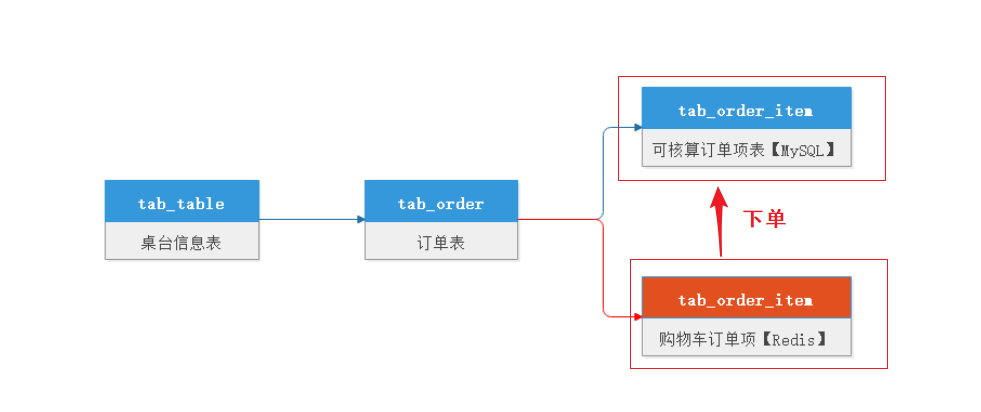 tab_order_item
可核算订单项表【MySQL】
tab_table
桌台信息表
tab_order
订单表
下单
tab_order_item
购物车订单项【Redis】